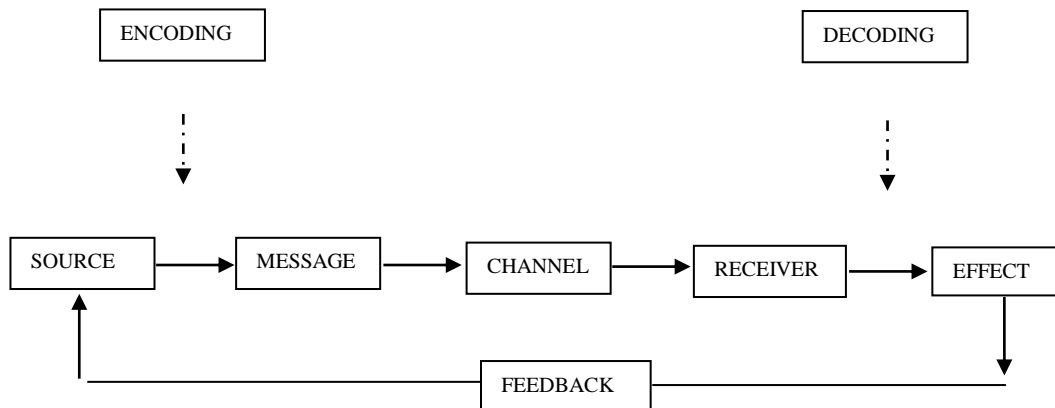 ENCODING
DECODING
SOURCE
MESSAGE
CHANNEL
RECEIVER
EFFECT
FEEDBACK